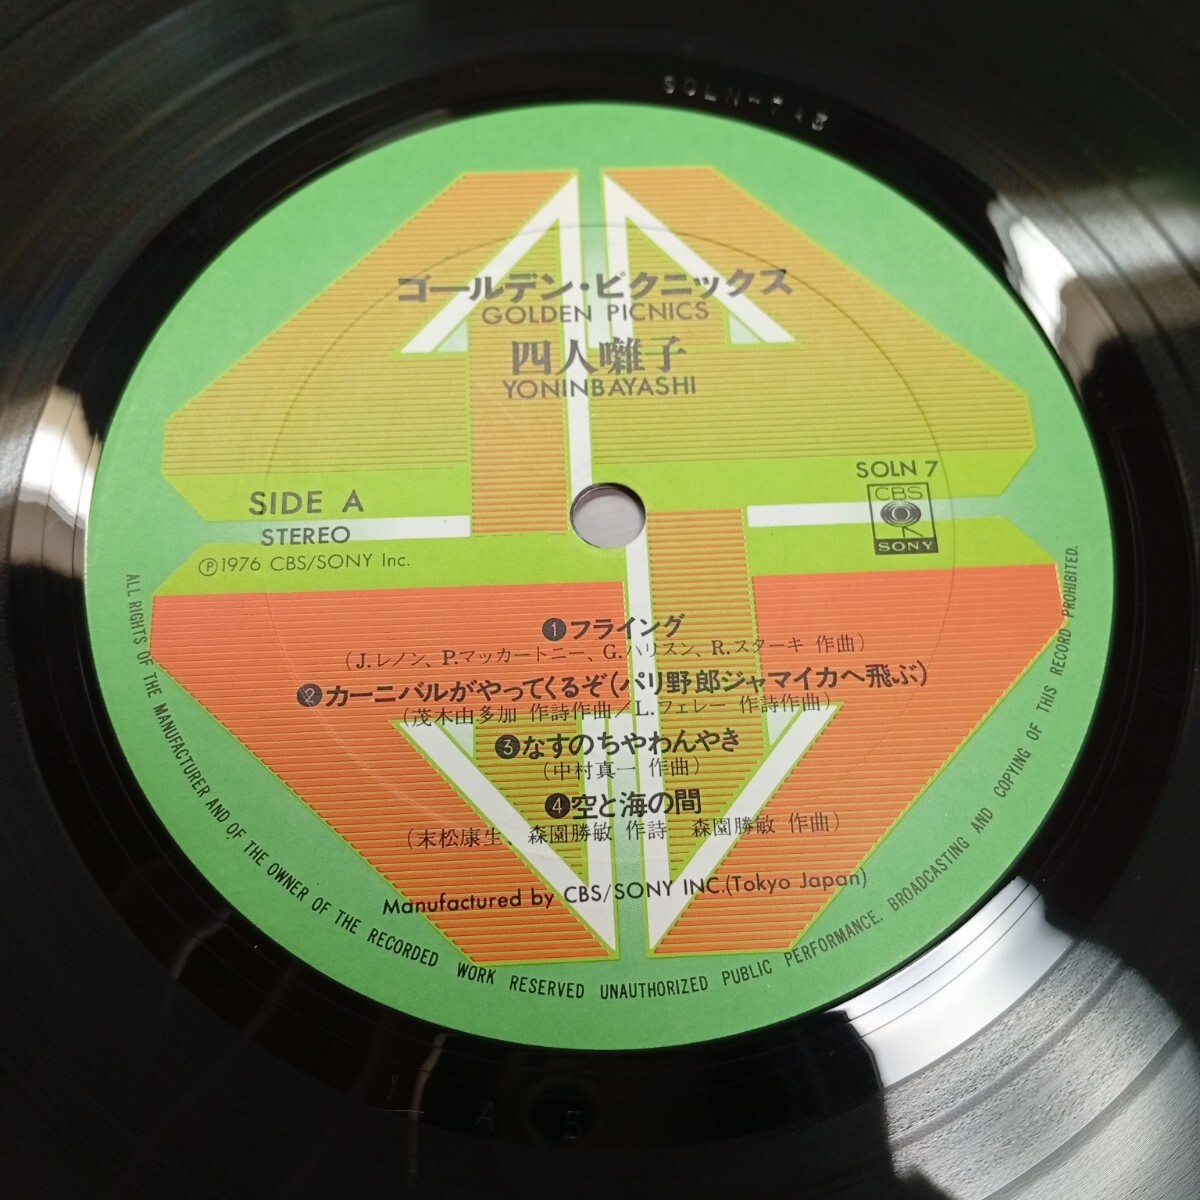 SOLN-7A3
ゴールデン・ピクニックス
GOLDEN PICNICS
四人囃子
YONINBAYASHI
SOLN 7
CBS
SONY
SIDE A
STEREO
Ⓟ1976 CBS/SONY Inc.
❶フライング
(J.レノン、P.マッカートニー、G.ハリスン、R.スターキ 作曲)
❷カーニバルがやってくるぞ(パリ野郎ジャマイカへ飛ぶ)
(茂木由多加 作詩作曲/L.フェレー 作詩作曲)
❸なすのちやわんやき
(中村真一 作曲)
❹空と海の間
(末松康生、森園勝敏 作詩 森園勝敏 作曲)
Manufactured by CBS/SONY INC.(Tokyo Japan)
ALL RIGHTS OF THE MANUFACTURER AND OF THE OWNER OF THE RECORDED WORK RESERVED UNAUTHORIZED PUBLIC PERFORMANCE. BROADCASTING AND COPYING OF THIS RECORD PROHIBITED.
1 A 5